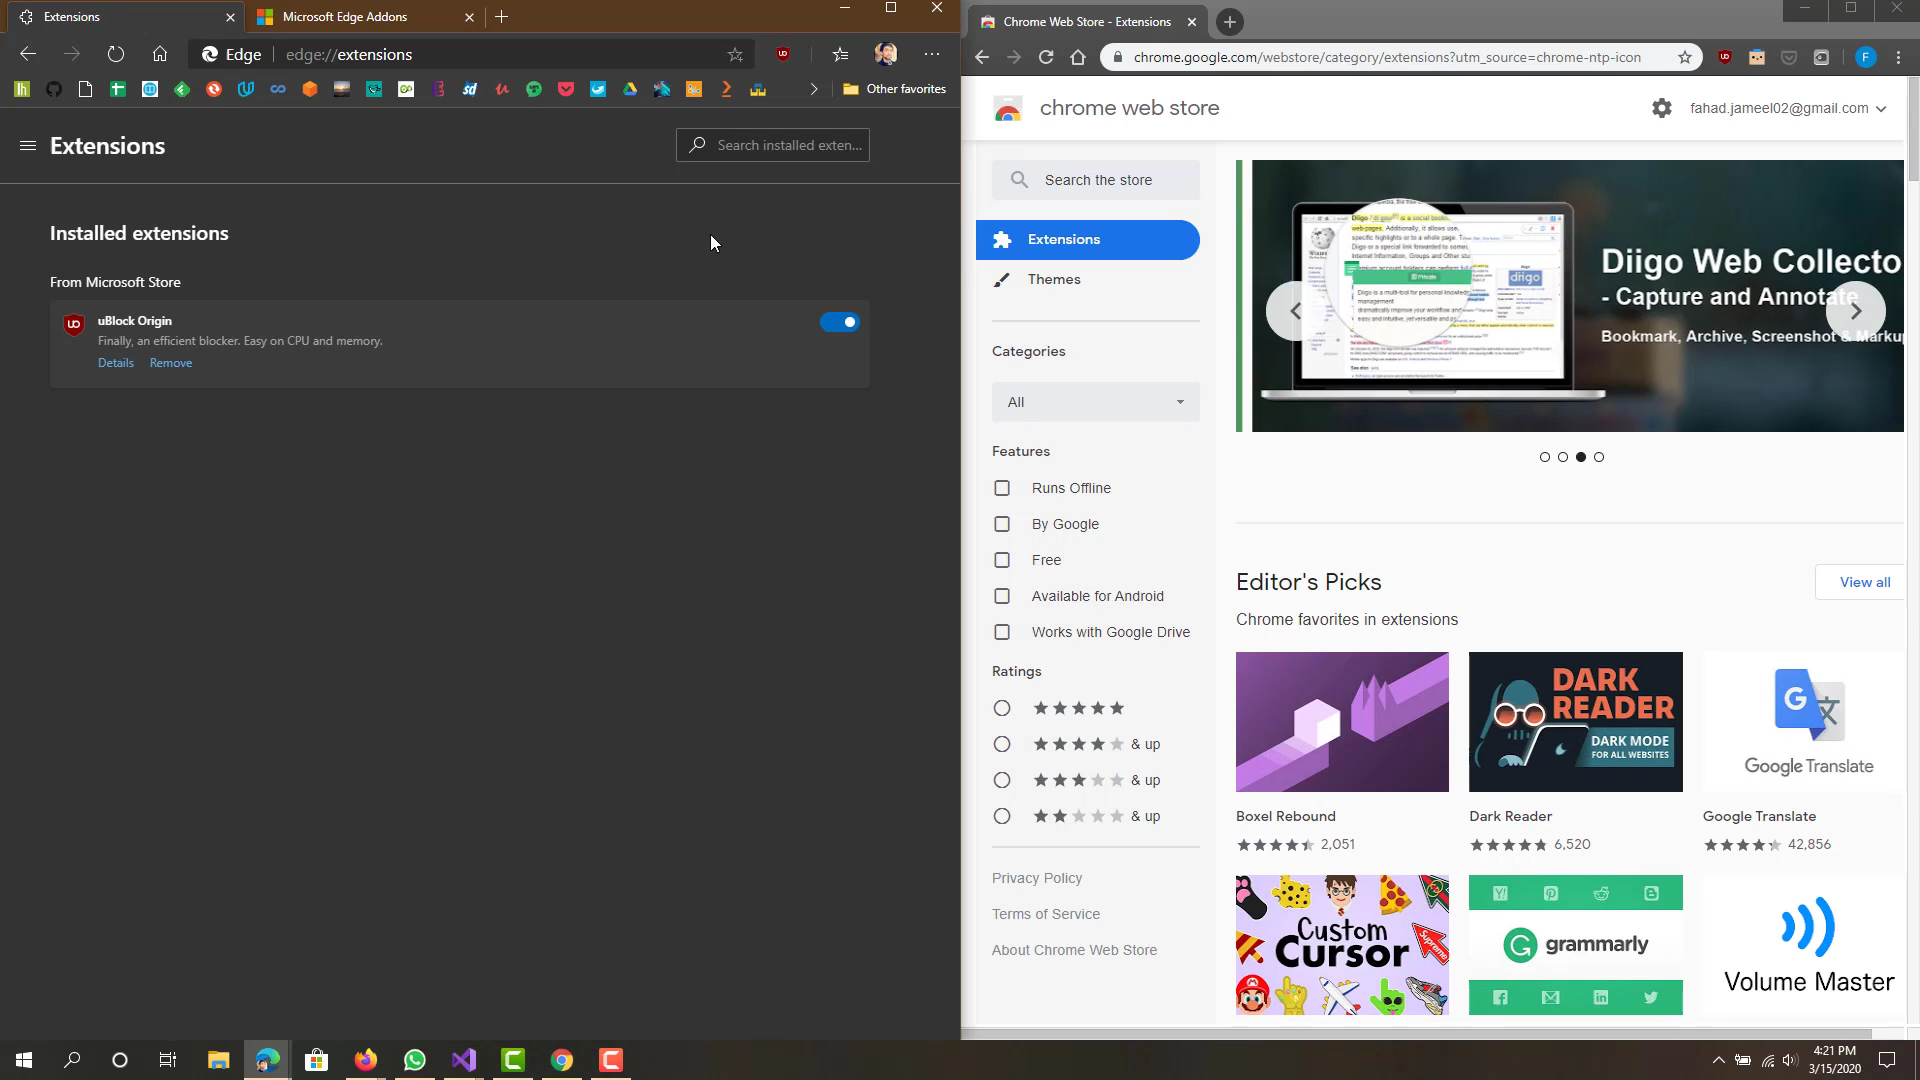 Extensions
Microsoft Edge Addons
Edge
edge://extensions
Other favorites
Extensions
Search installed exten...
Installed extensions
From Microsoft Store
uBlock Origin
Finally, an efficient blocker. Easy on CPU and memory.
Details
Remove
Chrome Web Store - Extensions
chrome.google.com/webstore/category/extensions?utm_source=chrome-ntp-icon
F
chrome web store
fahad.jameel02@gmail.com
Search the store
Extensions
Themes
Categories
All
Features
Runs Offline
By Google
Free
Available for Android
Works with Google Drive
Ratings
& up
& up
& up
Privacy Policy
Terms of Service
About Chrome Web Store
Diigo Web Collecto
- Capture and Annotate
Bookmark, Archive, Screenshot & Markup
diigo
Editor's Picks
View all
Chrome favorites in extensions
DARK
READER
DARK MODE
FOR ALL WEBSITES
Google Translate
Boxel Rebound
2,051
Dark Reader
6,520
Google Translate
42,856
Custom
Cursor
Supreme
grammarly
Volume Master
4:21 PM
3/15/2020